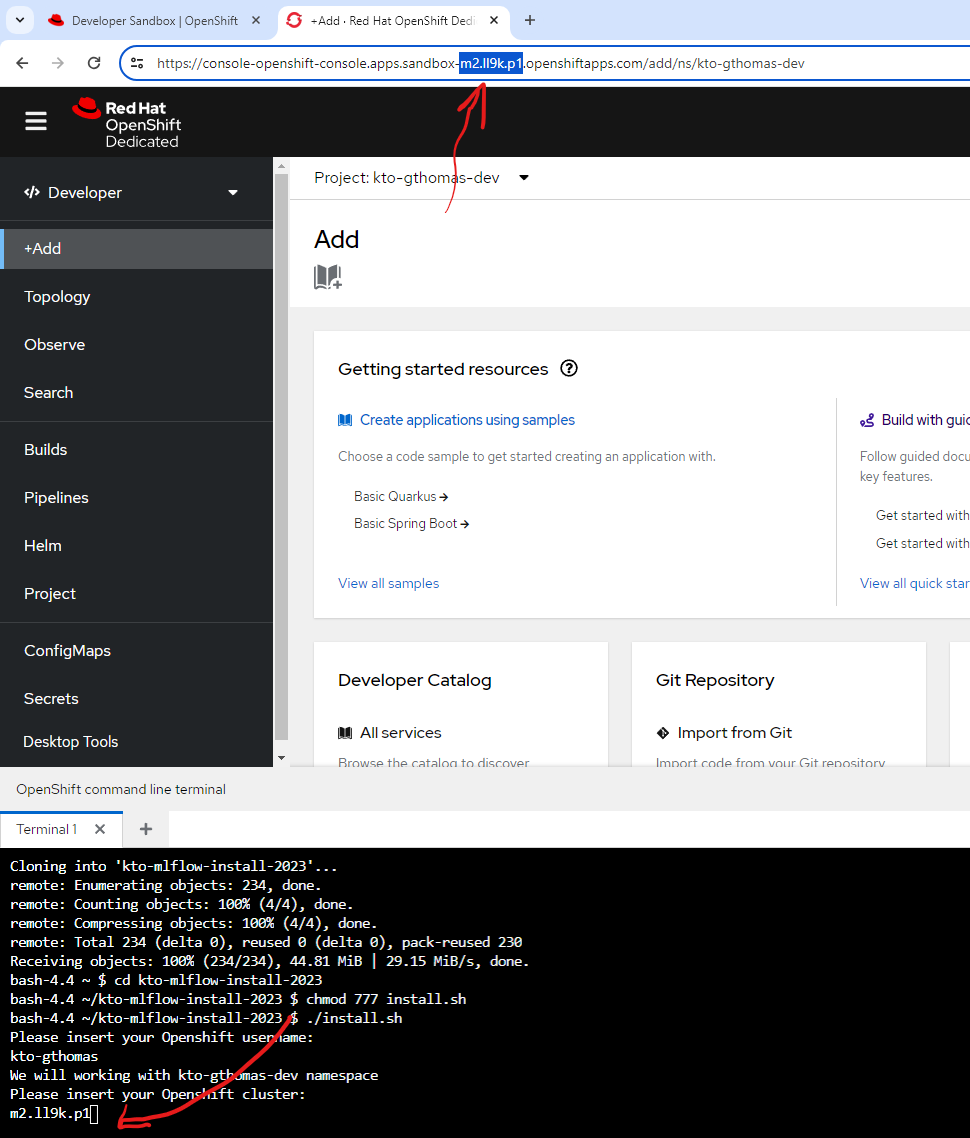 Developer Sandbox | OpenShift
+Add · Red Hat OpenShift Dedi
https://console-openshift-console.apps.sandbox-m2.ll9k.p1.openshiftapps.com/add/ns/kto-gthomas-dev
Red Hat
OpenShift
Dedicated
Developer
+Add
Topology
Observe
Search
Builds
Pipelines
Helm
Project
ConfigMaps
Secrets
Desktop Tools
Project: kto-gthomas-dev
Add
Getting started resources
Create applications using samples
Choose a code sample to get started creating an application with.
Basic Quarkus
Basic Spring Boot
View all samples
Build with guid
Follow guided docu
key features.
Get started with
Get started with
View all quick star
Developer Catalog
All services
Browse the catalog to discover
Git Repository
Import from Git
Import code from your Git repository
OpenShift command line terminal
Terminal 1
Cloning into 'kto-mlflow-install-2023'...
remote: Enumerating objects: 234, done.
remote: Counting objects: 100% (4/4), done.
remote: Compressing objects: 100% (4/4), done.
remote: Total 234 (delta 0), reused 0 (delta 0), pack-reused 230
Receiving objects: 100% (234/234), 44.81 MiB | 29.15 MiB/s, done.
bash-4.4 ~ $ cd kto-mlflow-install-2023
bash-4.4 ~/kto-mlflow-install-2023 $ chmod 777 install.sh
bash-4.4 ~/kto-mlflow-install-2023 $ ./install.sh
Please insert your Openshift username:
kto-gthomas
We will working with kto-gthomas-dev namespace
Please insert your Openshift cluster:
m2.ll9k.p1